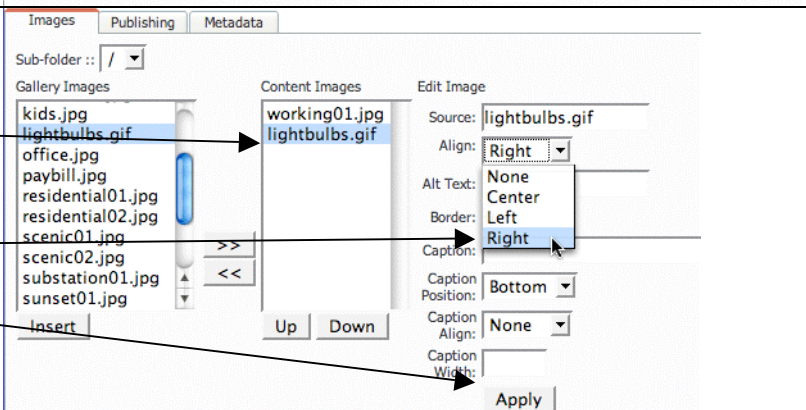 Images Publishing Metadata
Sub-folder :: /
Gallery Images
kids.jpg
lightbulbs.gif
office.jpg
paybill.jpg
residential01.jpg
residential02.jpg
scenic01.jpg
scenic02.jpg
substation01.jpg
sunset01.jpg
Insert
>>
<<
Content Images
working01.jpg
lightbulbs.gif
Up Down
Edit Image
Source: lightbulbs.gif
Align: Right
None
Center
Left
Right
Alt Text:
Border:
Caption:
Caption
Position: Bottom
Caption
Align: None
Caption
Width:
Apply